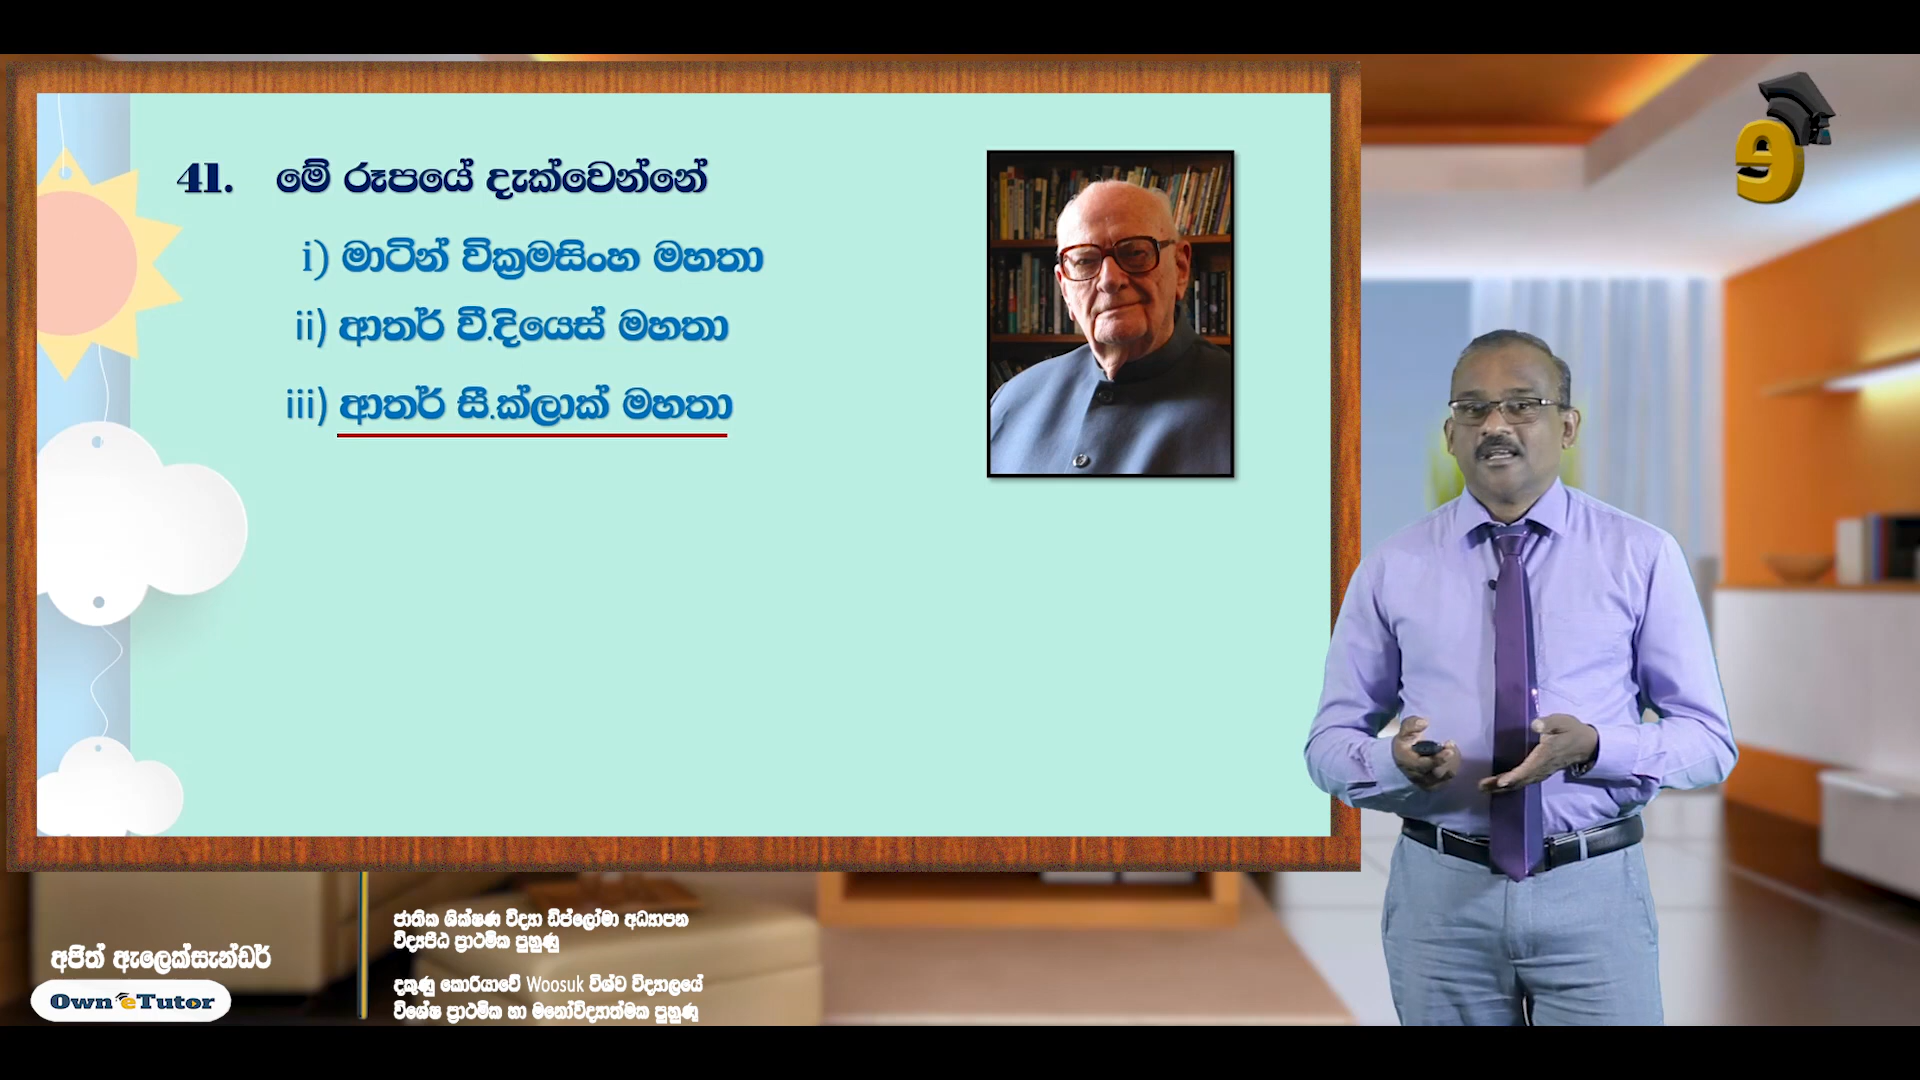 41. මේ රූපයේ දැක්වෙන්නේ
i) මාටින් වික්‍රමසිංහ මහතා
ii) ආතර් වී.දියෙස් මහතා
iii) ආතර් සී.ක්ලාක් මහතා
අජිත් ඇලෙක්සැන්ඩර්
Own eTutor
ජාතික ශික්ෂණ විද්‍යා ඩිප්ලෝමා අධ්‍යාපන
විද්‍යාපීඨ ප්‍රාථමික පුහුණු
දකුණු කොරියාවේ Woosuk විශ්ව විද්‍යාලයේ
විශේෂ ප්‍රාථමික හා මනෝවිද්‍යාත්මක පුහුණු